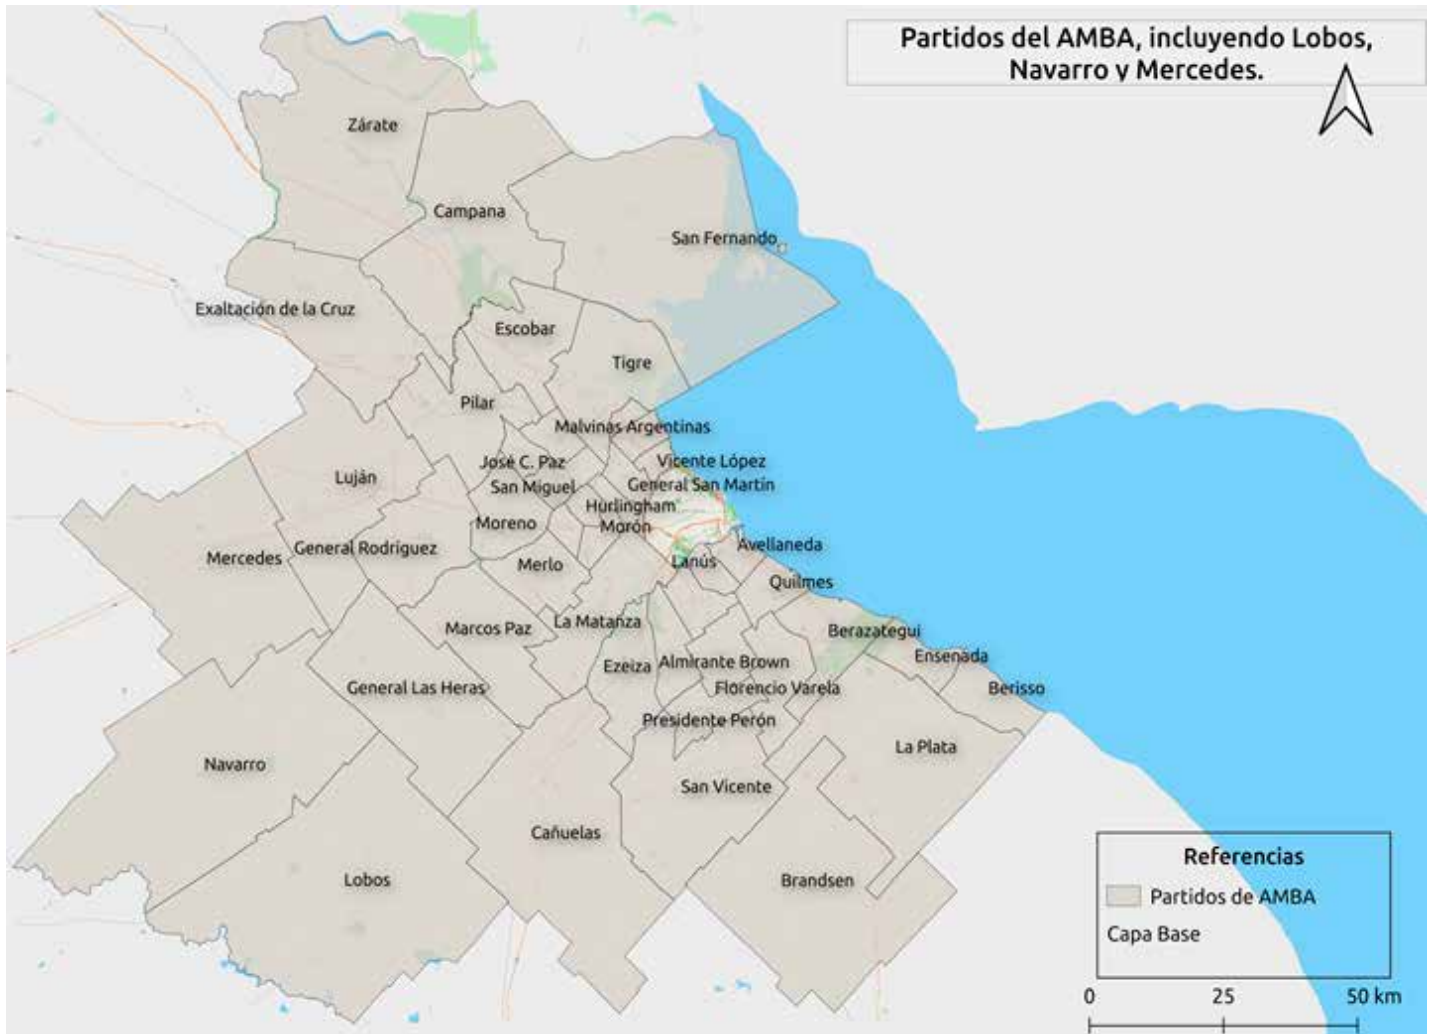 Partidos del AMBA, incluyendo Lobos,
Navarro y Mercedes.
Zárate
Campana
San Fernando
Exaltación de la Cruz
Escobar
Tigre
Pilar
Malvinas Argentinas
José C. Paz
Vicente López
Luján
San Miguel
General San Martín
Hurlingham
Moreno
Morón
Mercedes
General Rodríguez
Avellaneda
Merlo
Lanús
Quilmes
Marcos Paz
La Matanza
Berazategui
Ezeiza
Almirante Brown
Ensenada
General Las Heras
Florencio Varela
Berisso
Presidente Perón
La Plata
Navarro
San Vicente
Cañuelas
Lobos
Brandsen
Referencias
Partidos de AMBA
Capa Base
0 25 50 km